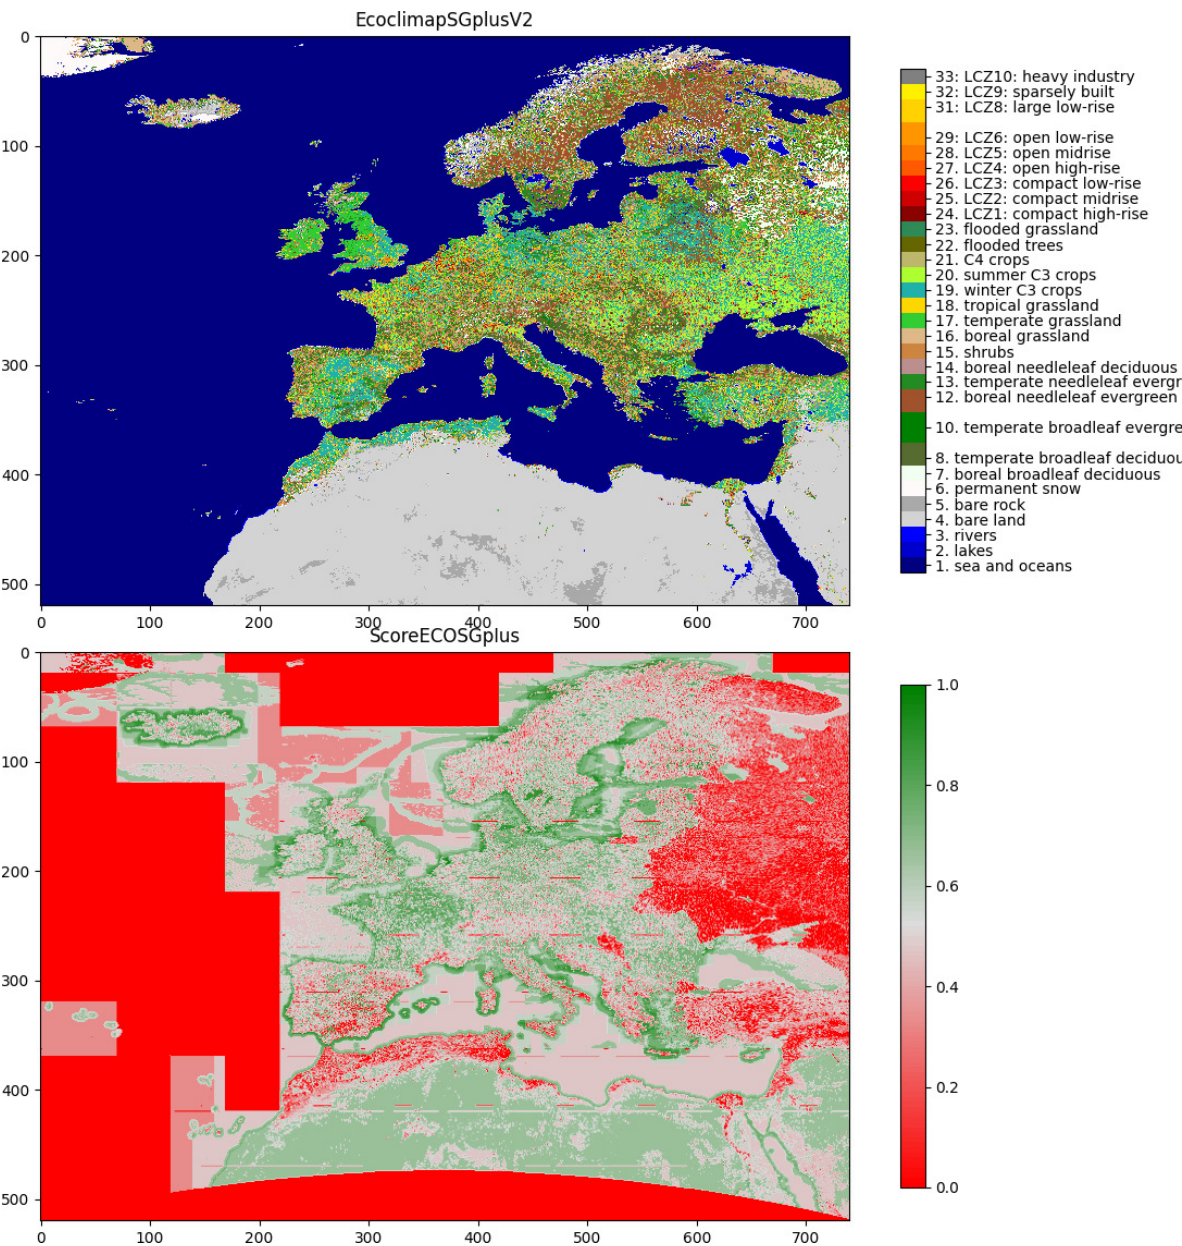 EcoclimapSGplusV2
0
100
200
300
400
500
0 100 200 300 400 500 600 700
33: LCZ10: heavy industry
32: LCZ9: sparsely built
31: LCZ8: large low-rise
29: LCZ6: open low-rise
28. LCZ5: open midrise
27. LCZ4: open high-rise
26. LCZ3: compact low-rise
25. LCZ2: compact midrise
24. LCZ1: compact high-rise
23. flooded grassland
22. flooded trees
21. C4 crops
20. summer C3 crops
19. winter C3 crops
18. tropical grassland
17. temperate grassland
16. boreal grassland
15. shrubs
14. boreal needleleaf deciduous
13. temperate needleleaf evergr
12. boreal needleleaf evergreen
10. temperate broadleaf evergre
8. temperate broadleaf deciduou
7. boreal broadleaf deciduous
6. permanent snow
5. bare rock
4. bare land
3. rivers
2. lakes
1. sea and oceans
ScoreECOSGplus
0
100
200
300
400
500
0 100 200 300 400 500 600 700
1.0
0.8
0.6
0.4
0.2
0.0